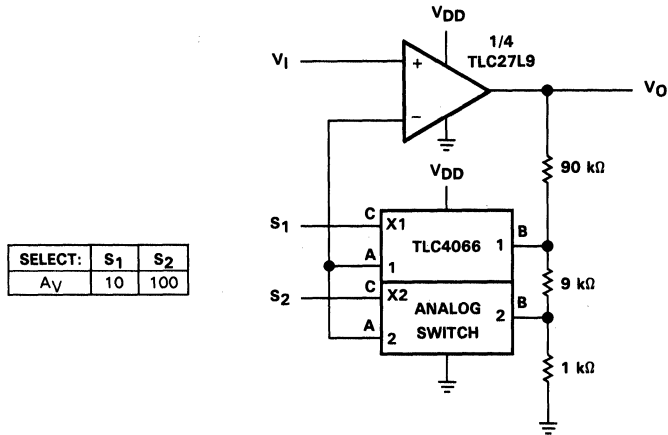 VDD
1/4
TLC27L9
VI
+
−
VO
90 kΩ
VDD
S1
C
X1
TLC4066
1
B
A
1
9 kΩ
S2
C
X2
ANALOG
SWITCH
2
B
A
2
1 kΩ
SELECT: S1 S2
AV 10 100